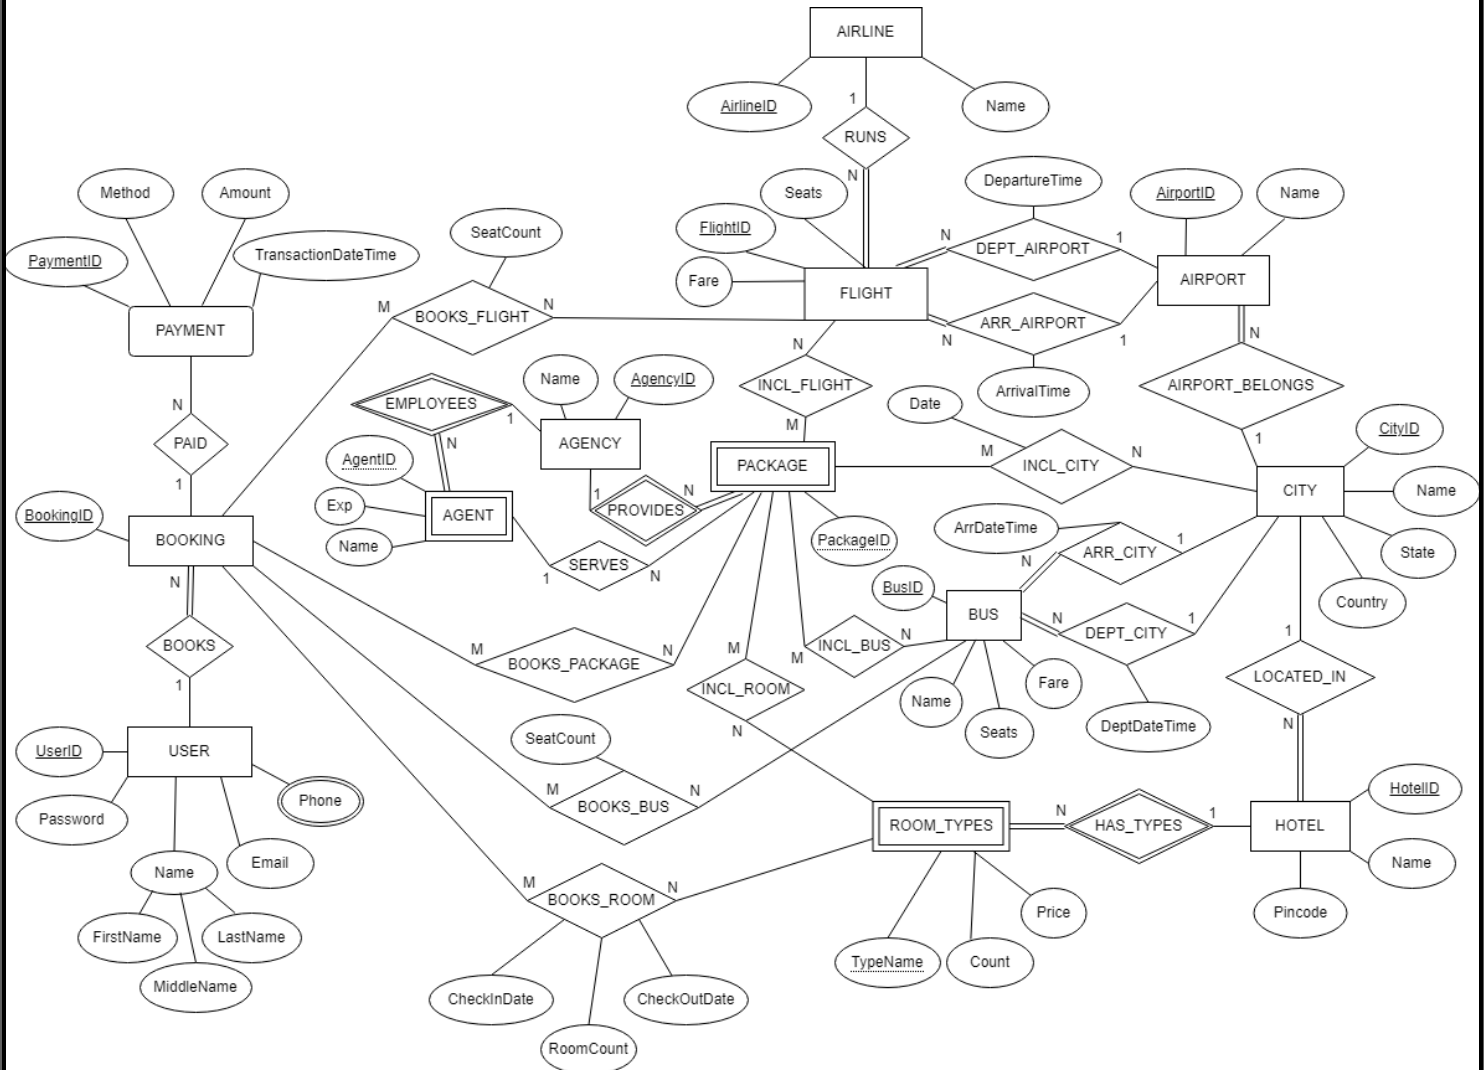 AIRLINE
AirlineID
Name
1
RUNS
N
Method
Amount
Seats
DepartureTime
AirportID
Name
PaymentID
TransactionDateTime
SeatCount
FlightID
N
DEPT_AIRPORT
1
Fare
FLIGHT
AIRPORT
PAYMENT
M
BOOKS_FLIGHT
N
ARR_AIRPORT
N
1
N
N
INCL_FLIGHT
M
ArrivalTime
AIRPORT_BELONGS
1
Name
AgencyID
EMPLOYEES
1
N
AGENCY
Date
CityID
N
PAID
1
AgentID
Exp
Name
AGENT
1
PROVIDES
N
PACKAGE
M
INCL_CITY
N
CITY
Name
State
Country
BookingID
BOOKING
PackageID
ArrDateTime
N
ARR_CITY
1
1
SERVES
N
BusID
BUS
N
DEPT_CITY
1
N
BOOKS
1
M
BOOKS_PACKAGE
N
M
INCL_ROOM
N
M
INCL_BUS
N
Name
Seats
Fare
DeptDateTime
1
LOCATED_IN
N
UserID
USER
Password
Phone
Name
Email
FirstName
LastName
MiddleName
SeatCount
M
BOOKS_BUS
N
ROOM_TYPES
N
HAS_TYPES
1
HOTEL
HotelID
Name
Pincode
M
BOOKS_ROOM
N
CheckInDate
RoomCount
CheckOutDate
TypeName
Count
Price